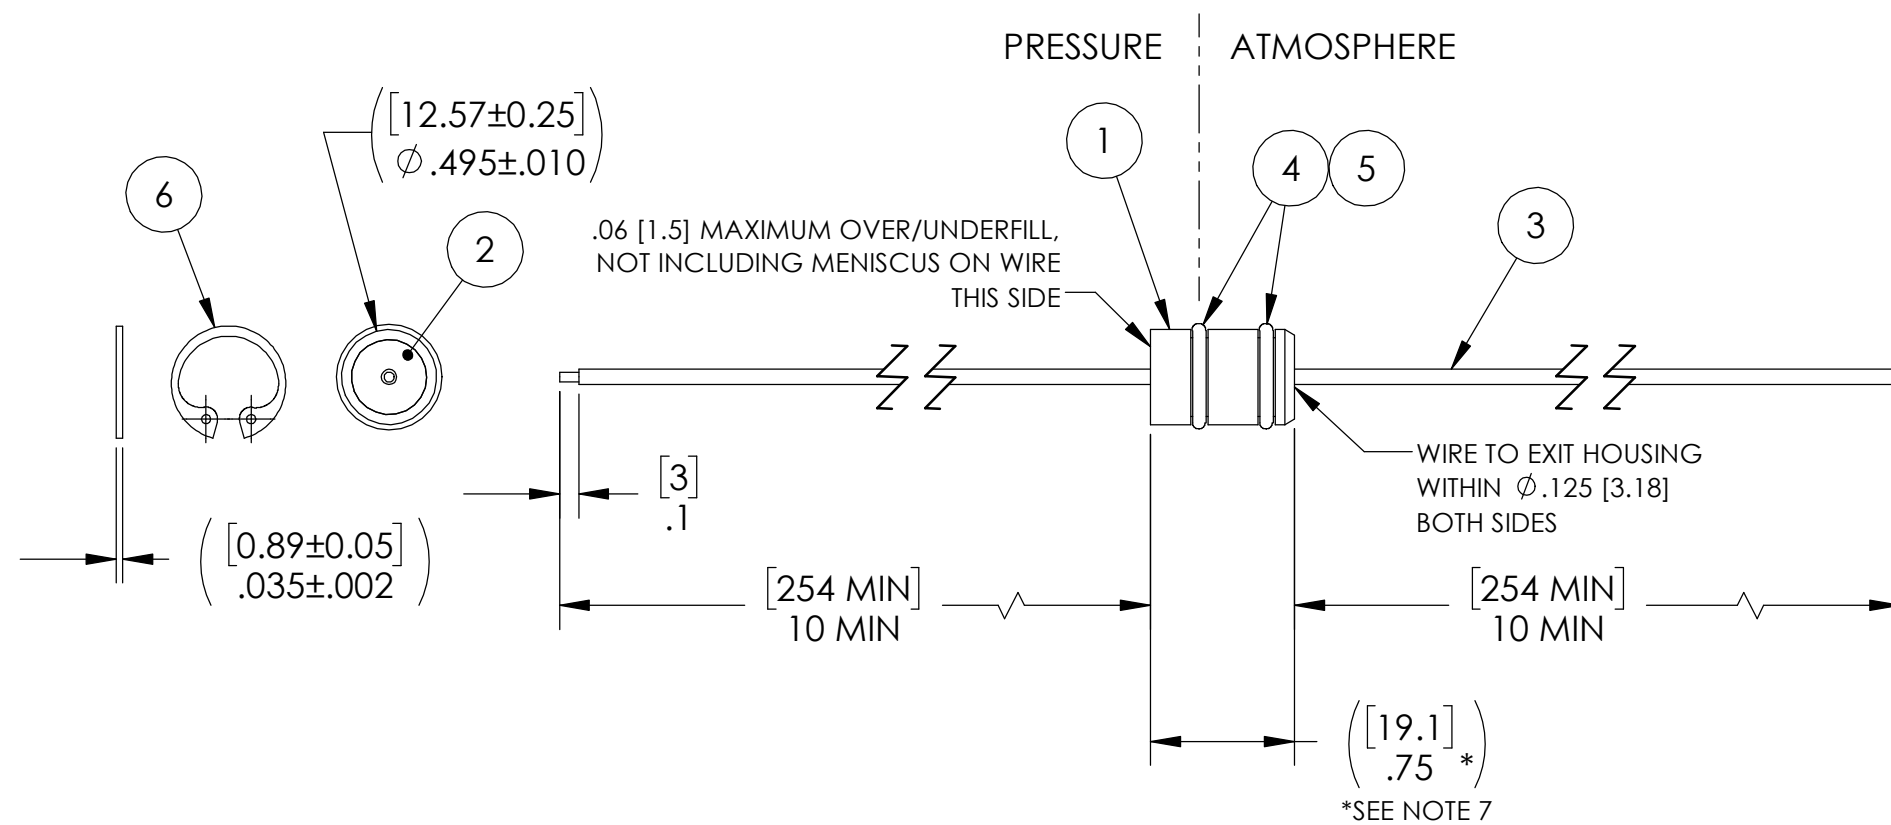 PRESSURE
ATMOSPHERE
[12.57±0.25]
Ø .495±.010
1
4
5
6
2
3
.06 [1.5] MAXIMUM OVER/UNDERFILL,
NOT INCLUDING MENISCUS ON WIRE
THIS SIDE
WIRE TO EXIT HOUSING
WITHIN Ø .125 [3.18]
BOTH SIDES
[3]
.1
[0.89±0.05]
.035±.002
[254 MIN]
10 MIN
[254 MIN]
10 MIN
[19.1]
.75 *
*SEE NOTE 7